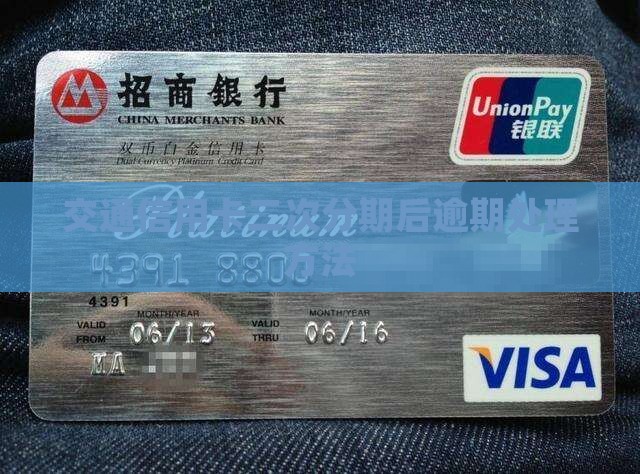 招商银行
CHINA MERCHANTS BANK
双币白金信用卡
Dual Currency Platinum Credit Card
UnionPay
银联
Platinum
交通信用卡二次分期后逾期处理
方法
4391 8800
4391
MONTH/YEAR MONTH/YEAR
VALID FROM 06/13 VALID THRU 06/16
MA
VISA